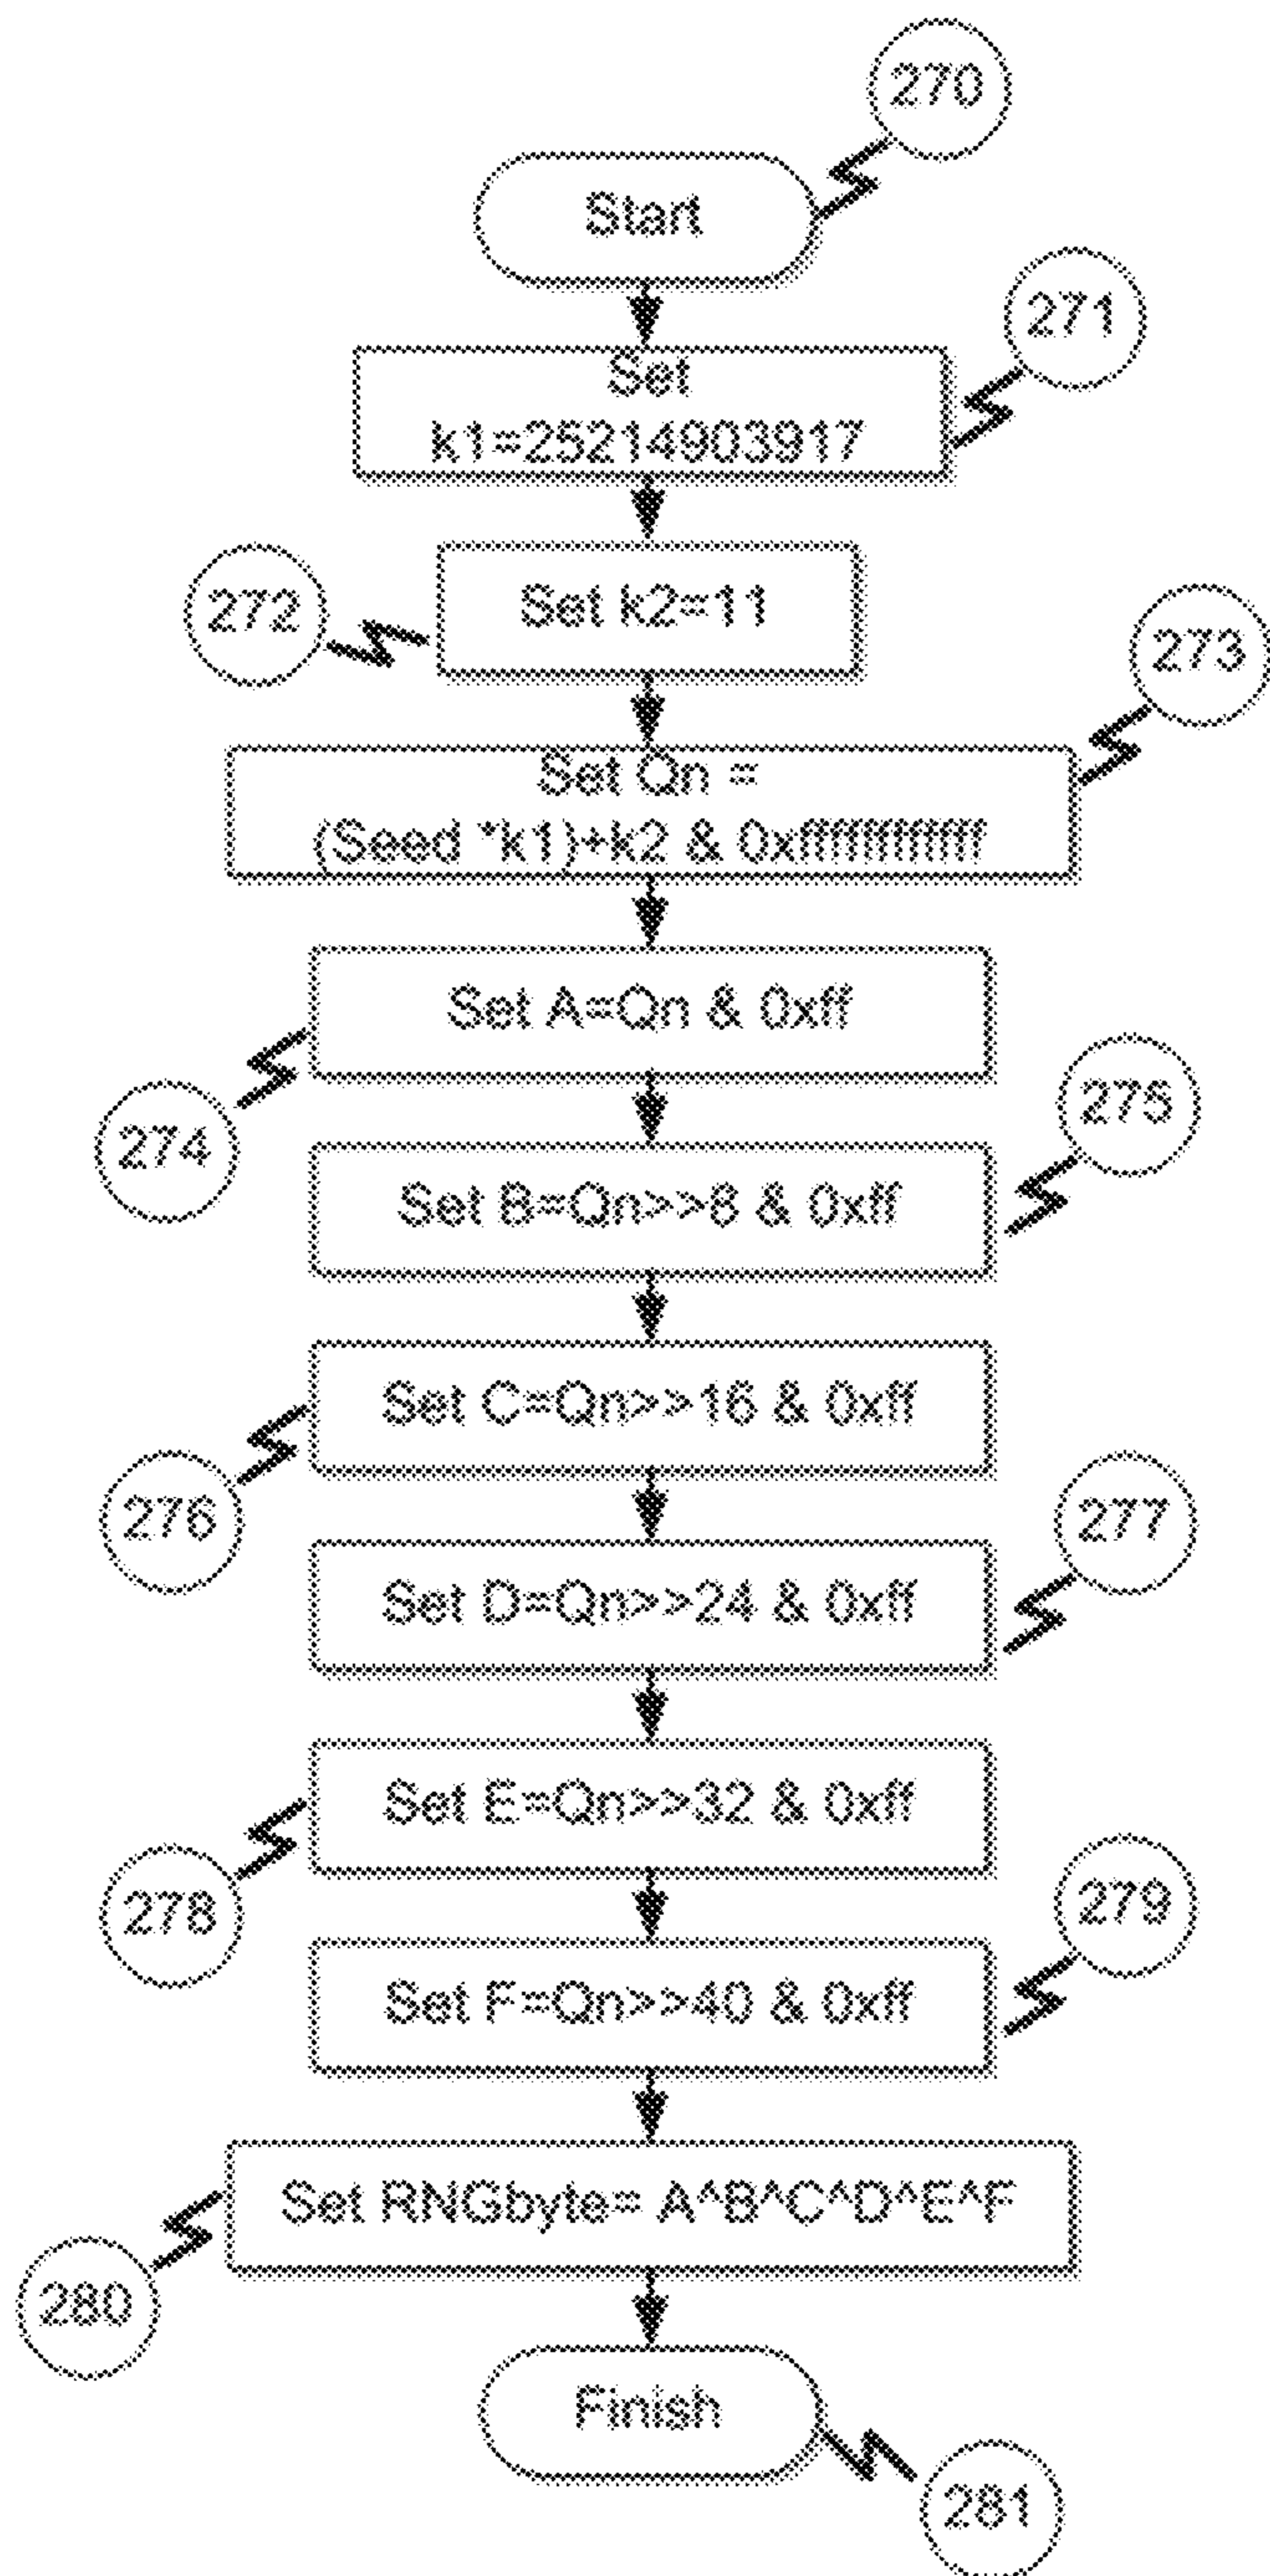 270
Start
271
Set
k1=25214903917
272
Set k2=11
273
Set Qn =
(Seed *k1)+k2 & 0xffffffffffff
Set A=Qn & 0xff
274
275
Set B=Qn>>8 & 0xff
Set C=Qn>>16 & 0xff
276
277
Set D=Qn>>24 & 0xff
Set E=Qn>>32 & 0xff
278
279
Set F=Qn>>40 & 0xff
Set RNGbyte= A^B^C^D^E^F
280
Finish
281